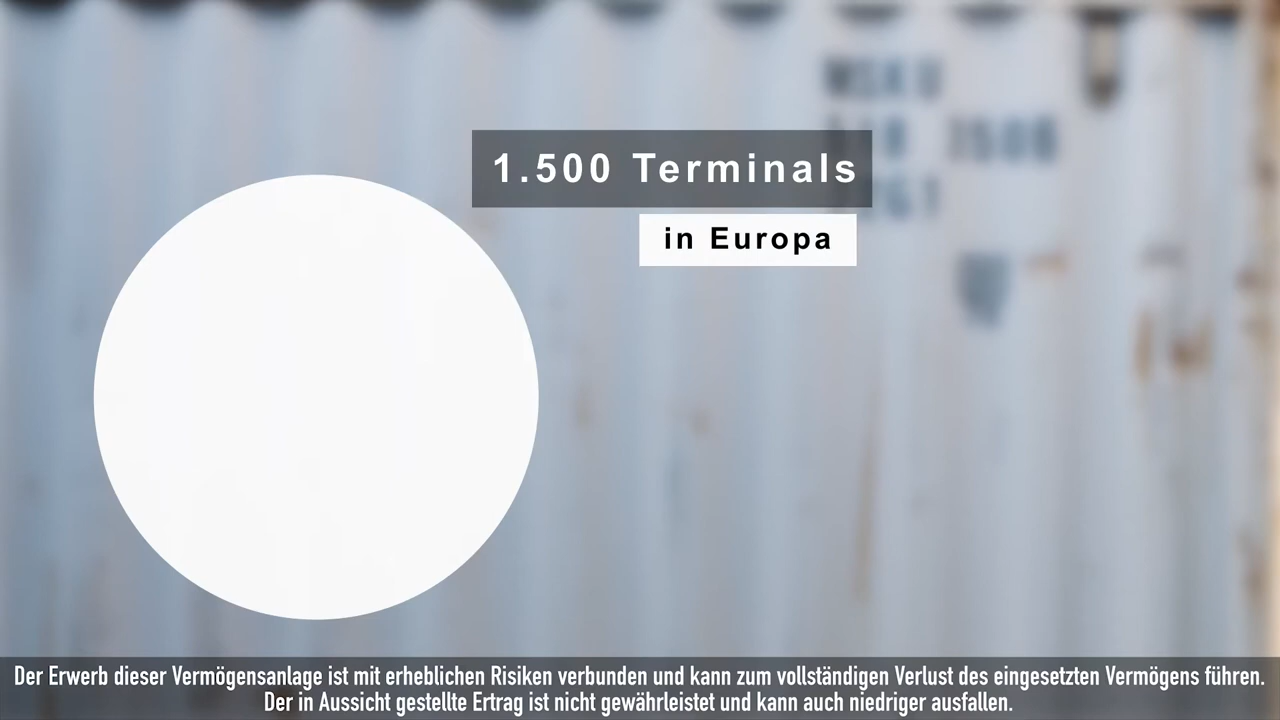 1.500 Terminals
in Europa
Der Erwerb dieser Vermögensanlage ist mit erheblichen Risiken verbunden und kann zum vollständigen Verlust des eingesetzten Vermögens führen.
Der in Aussicht gestellte Ertrag ist nicht gewährleistet und kann auch niedriger ausfallen.